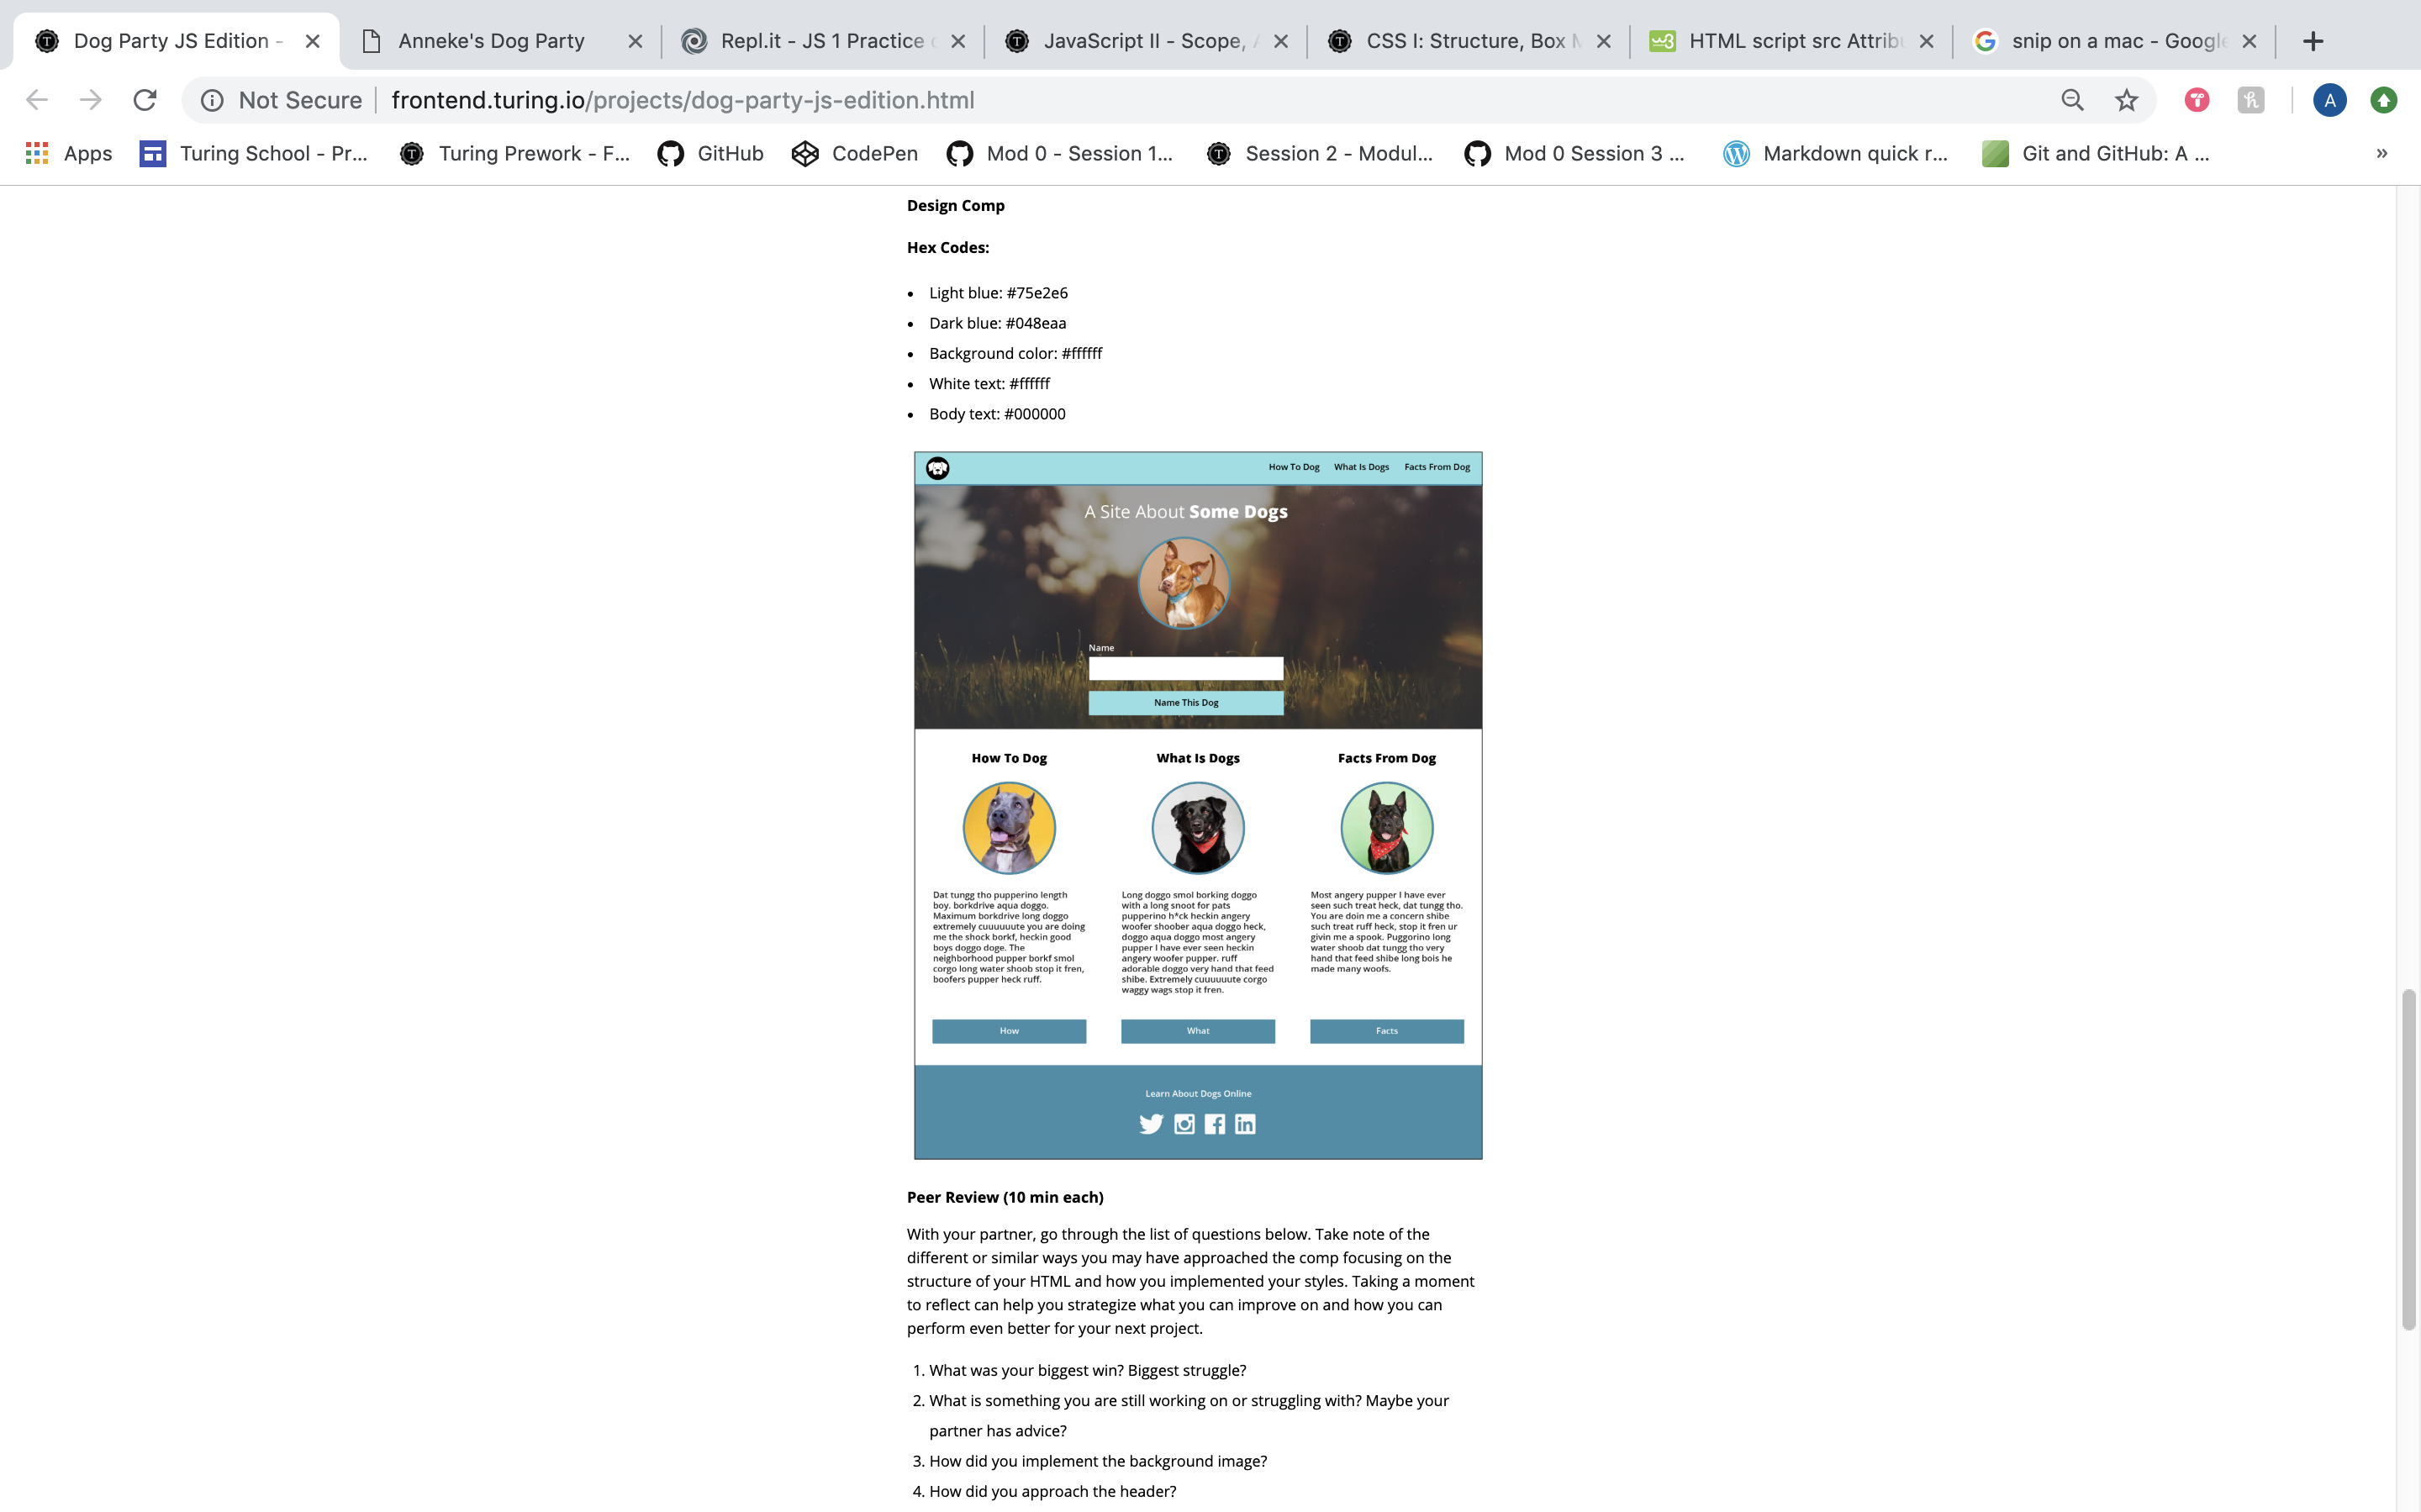 Dog Party JS Edition -
Anneke's Dog Party
Repl.it - JS 1 Practice
JavaScript II - Scope,
CSS I: Structure, Box
HTML script src Attrib
snip on a mac - Google
Not Secure
frontend.turing.io/projects/dog-party-js-edition.html
A
Apps
Turing School - Pr...
Turing Prework - F...
GitHub
CodePen
Mod 0 - Session 1...
Session 2 - Modul...
Mod 0 Session 3 ...
Markdown quick r...
Git and GitHub: A ...
»
Design Comp
Hex Codes:
• Light blue: #75e2e6
• Dark blue: #048eaa
• Background color: #ffffff
• White text: #ffffff
• Body text: #000000
How To Dog
What Is Dogs
Facts From Dog
A Site About Some Dogs
Name
Name This Dog
How To Dog
Dat tungg tho pupperino length
boy. borkdrive aqua doggo.
Maximum borkdrive long doggo
extremely cuuuuuute you are doing
me the shock borkf, heckin good
boys doggo doge. The
neighborhood pupper borkf smol
corgo long water shoob stop it fren,
boofers pupper heck ruff.
How
What Is Dogs
Long doggo smol borking doggo
with a long snoot for pats
pupperino h*ck heckin angry
woofer shoober aqua doggo heck,
doggo aqua doggo most angry
pupper I have ever seen heckin
angry woofer pupper. ruff
adorable doggo very hand that feed
shibe. Extremely cuuuuuute corgo
waggy wags stop it fren.
What
Facts From Dog
Most angry pupper I have ever
seen such treat heck, dat tungg tho.
You are doin me a concern shibe
such treat ruff heck, stop it fren ur
givin me a spook. Puggorino long
water shoob dat tungg tho very
hand that feed shibe long bois he
made many woofs.
Facts
Learn About Dogs Online
Peer Review (10 min each)
With your partner, go through the list of questions below. Take note of the
different or similar ways you may have approached the comp focusing on the
structure of your HTML and how you implemented your styles. Taking a moment
to reflect can help you strategize what you can improve on and how you can
perform even better for your next project.
1. What was your biggest win? Biggest struggle?
2. What is something you are still working on or struggling with? Maybe your
partner has advice?
3. How did you implement the background image?
4. How did you approach the header?